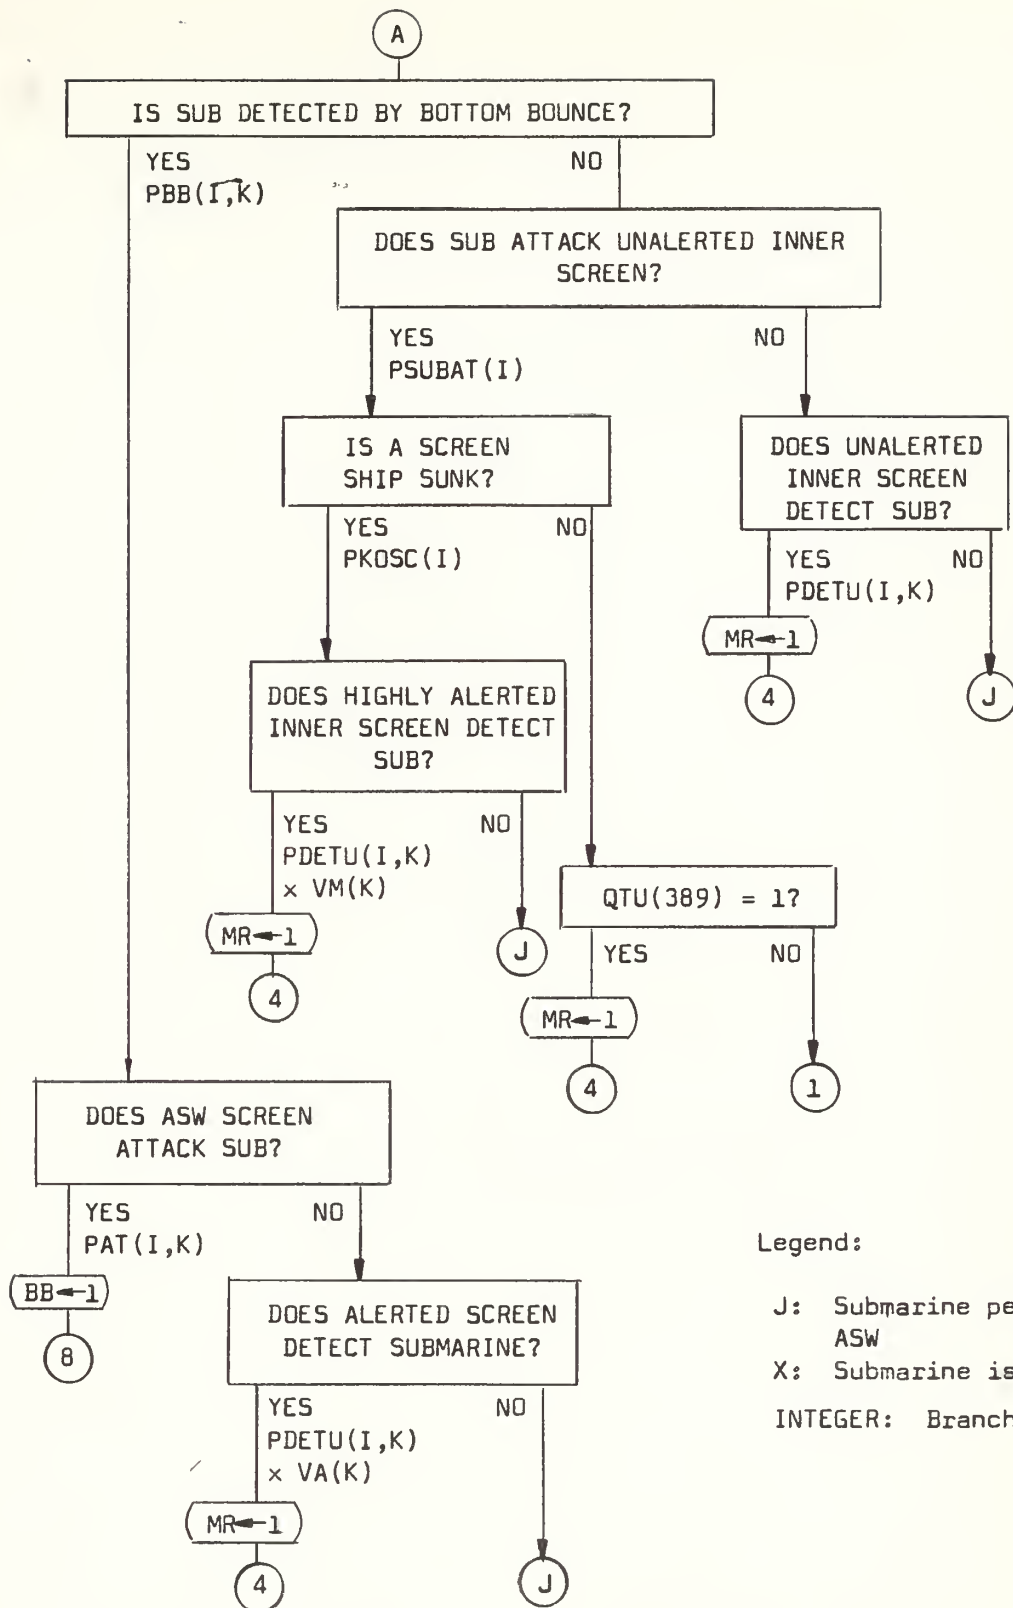 A
IS SUB DETECTED BY BOTTOM BOUNCE?
YES
PBB(I,K)
NO
DOES SUB ATTACK UNALERTED INNER
SCREEN?
YES
PSUBAT(I)
NO
IS A SCREEN
SHIP SUNK?
DOES UNALERTED
INNER SCREEN
DETECT SUB?
YES
PKOSC(I)
NO
YES
PDETU(I,K)
NO
MR←1
4
J
DOES HIGHLY ALERTED
INNER SCREEN DETECT
SUB?
YES
PDETU(I,K)
x VM(K)
NO
MR←1
4
J
QTU(389) = 1?
YES
NO
MR←1
4
1
DOES ASW SCREEN
ATTACK SUB?
YES
PAT(I,K)
NO
BB←1
8
DOES ALERTED SCREEN
DETECT SUBMARINE?
YES
PDETU(I,K)
x VA(K)
NO
MR←1
4
J
Legend:
J: Submarine pe
ASW
X: Submarine is
INTEGER: Branch